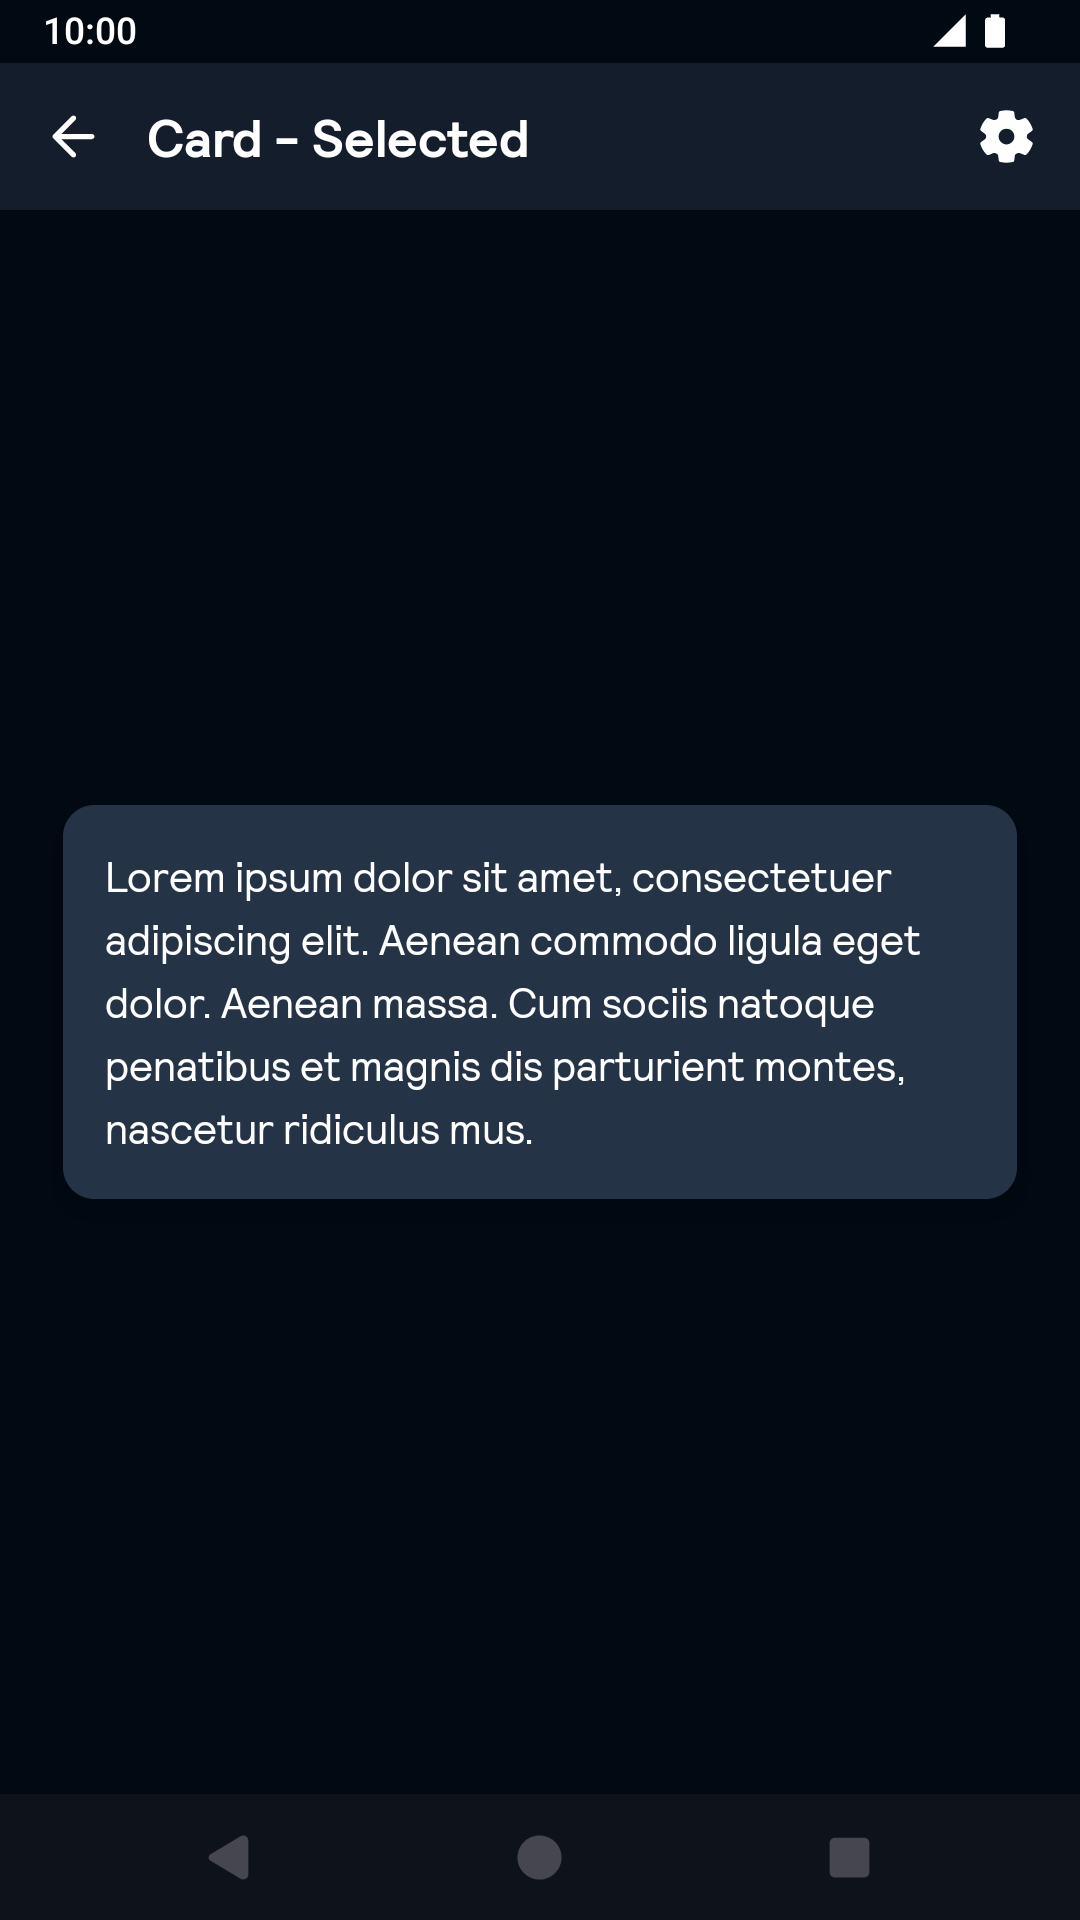 10:00
Card - Selected
Lorem ipsum dolor sit amet, consectetuer
adipiscing elit. Aenean commodo ligula eget
dolor. Aenean massa. Cum sociis natoque
penatibus et magnis dis parturient montes,
nascetur ridiculus mus.